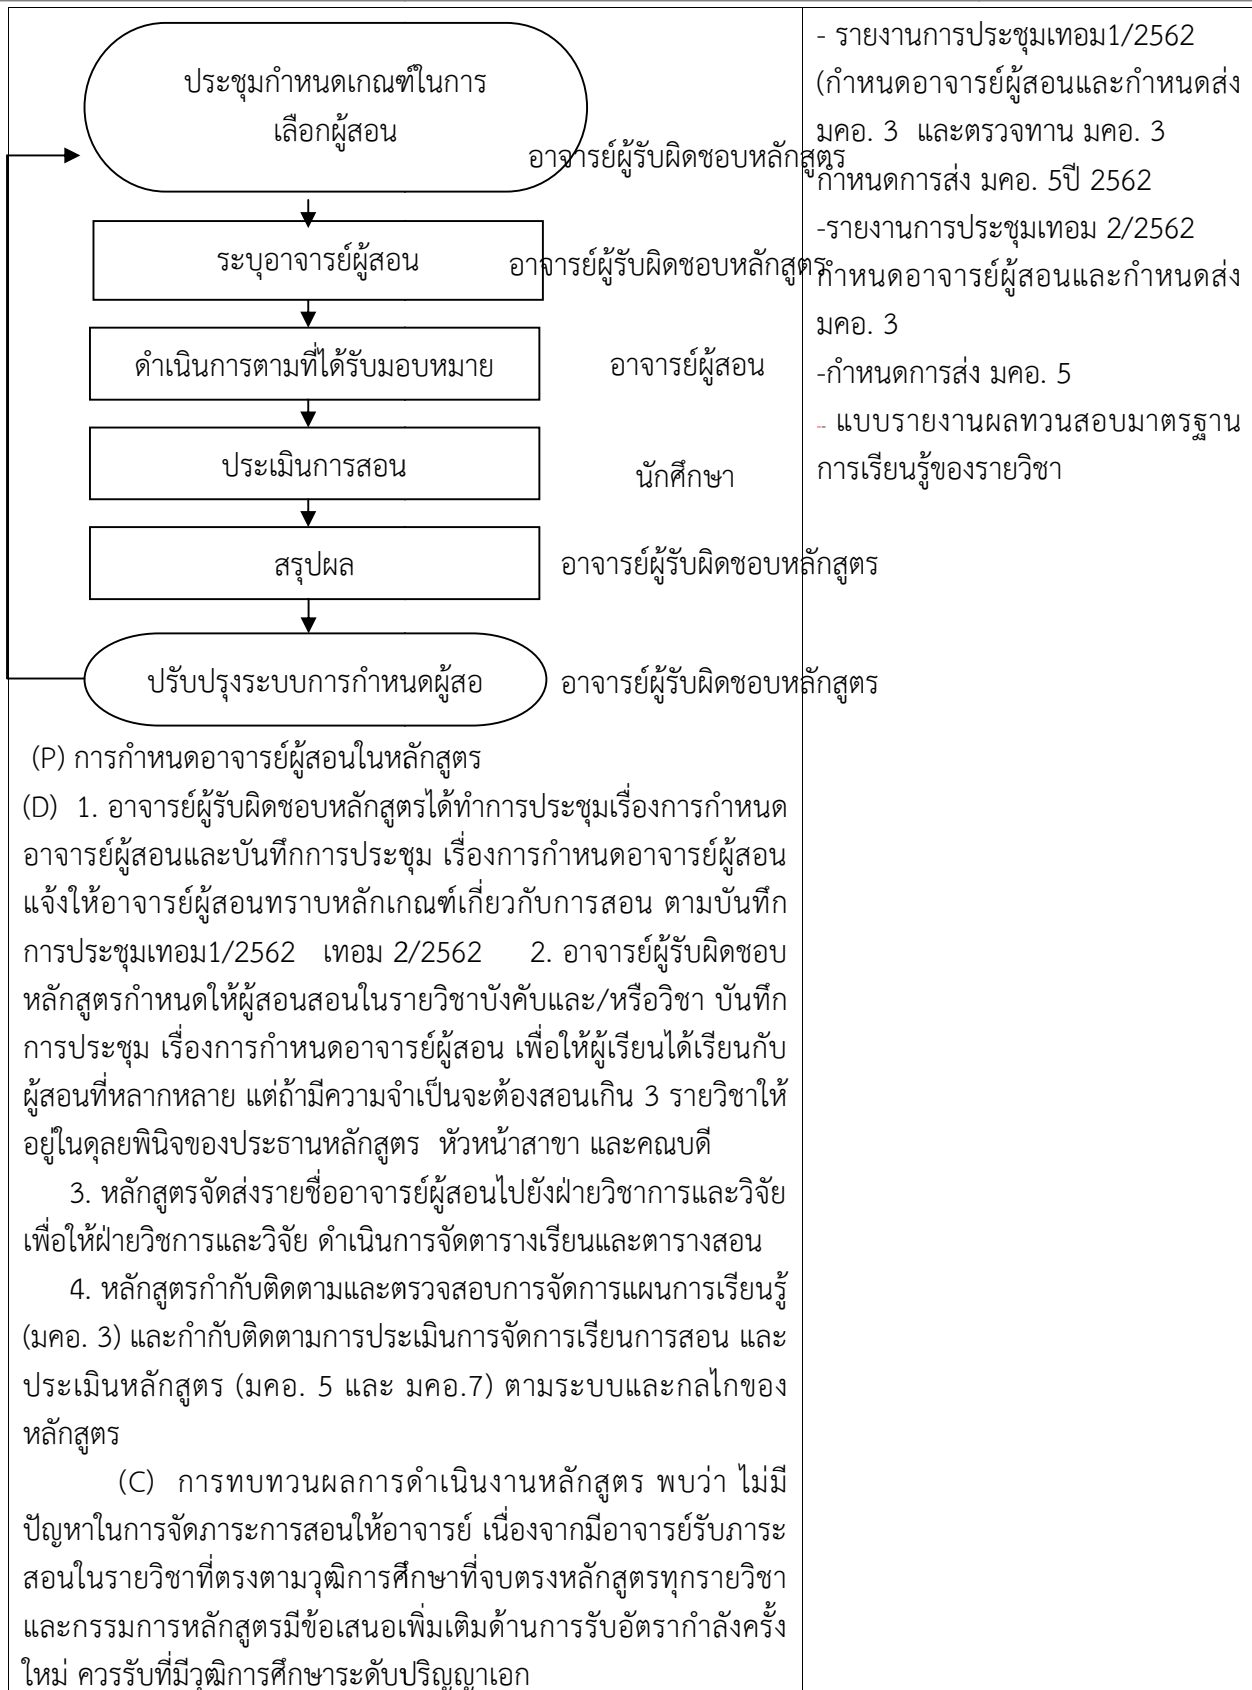 ประชุมกำหนดเกณฑ์ในการ
เลือกผู้สอน
อาจารย์ผู้รับผิดชอบหลักสูตร
ระบุอาจารย์ผู้สอน
อาจารย์ผู้รับผิดชอบหลักสูตร
ดำเนินการตามที่ได้รับมอบหมาย
อาจารย์ผู้สอน
ประเมินการสอน
นักศึกษา
สรุปผล
อาจารย์ผู้รับผิดชอบหลักสูตร
ปรับปรุงระบบการกำหนดผู้สอ
อาจารย์ผู้รับผิดชอบหลักสูตร
(P) การกำหนดอาจารย์ผู้สอนในหลักสูตร
(D) 1. อาจารย์ผู้รับผิดชอบหลักสูตรได้ทำการประชุมเรื่องการกำหนด
อาจารย์ผู้สอนและบันทึกการประชุม เรื่องการกำหนดอาจารย์ผู้สอน
แจ้งให้อาจารย์ผู้สอนทราบหลักเกณฑ์เกี่ยวกับการสอน ตามบันทึก
การประชุมเทอม1/2562 เทอม 2/2562 2. อาจารย์ผู้รับผิดชอบ
หลักสูตรกำหนดให้ผู้สอนสอนในรายวิชาบังคับและ/หรือวิชา บันทึก
การประชุม เรื่องการกำหนดอาจารย์ผู้สอน เพื่อให้ผู้เรียนได้เรียนกับ
ผู้สอนที่หลากหลาย แต่ถ้ามีความจำเป็นจะต้องสอนเกิน 3 รายวิชาให้
อยู่ในดุลยพินิจของประธานหลักสูตร หัวหน้าสาขา และคณบดี
3. หลักสูตรจัดส่งรายชื่ออาจารย์ผู้สอนไปยังฝ่ายวิชาการและวิจัย
เพื่อให้ฝ่ายวิชการและวิจัย ดำเนินการจัดตารางเรียนและตารางสอน
4. หลักสูตรกำกับติดตามและตรวจสอบการจัดการแผนการเรียนรู้
(มคอ. 3) และกำกับติดตามการประเมินการจัดการเรียนการสอน และ
ประเมินหลักสูตร (มคอ. 5 และ มคอ.7) ตามระบบและกลไกของ
หลักสูตร
(C) การทบทวนผลการดำเนินงานหลักสูตร พบว่า ไม่มี
ปัญหาในการจัดภาระการสอนให้อาจารย์ เนื่องจากมีอาจารย์รับภาระ
สอนในรายวิชาที่ตรงตามวุฒิการศึกษาที่จบตรงหลักสูตรทุกรายวิชา
และกรรมการหลักสูตรมีข้อเสนอเพิ่มเติมด้านการรับอัตรากำลังครั้ง
ใหม่ ควรรับที่มีวุฒิการศึกษาระดับปริญญาเอก
- รายงานการประชุมเทอม1/2562
(กำหนดอาจารย์ผู้สอนและกำหนดส่ง
มคอ. 3 และตรวจทาน มคอ. 3
กำหนดการส่ง มคอ. 5ปี 2562
-รายงานการประชุมเทอม 2/2562
กำหนดอาจารย์ผู้สอนและกำหนดส่ง
มคอ. 3
-กำหนดการส่ง มคอ. 5
-- แบบรายงานผลทวนสอบมาตรฐาน
การเรียนรู้ของรายวิชา